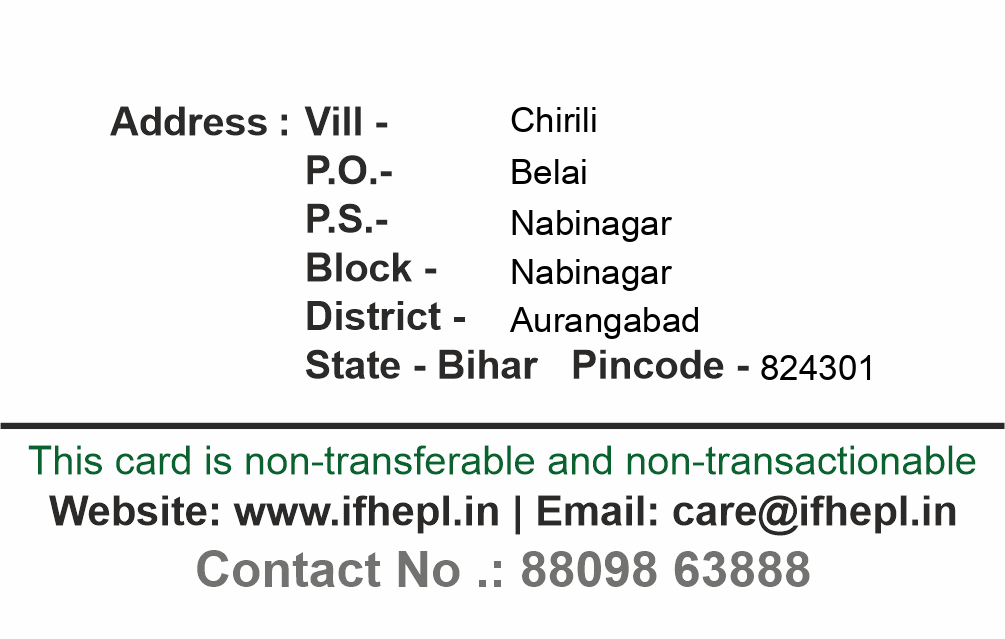 Address : Vill - Chirili
P.O.- Belai
P.S.- Nabinagar
Block - Nabinagar
District - Aurangabad
State - Bihar Pincode - 824301
This card is non-transferable and non-transactionable
Website: www.ifhepl.in | Email: care@ifhepl.in
Contact No .: 88098 63888